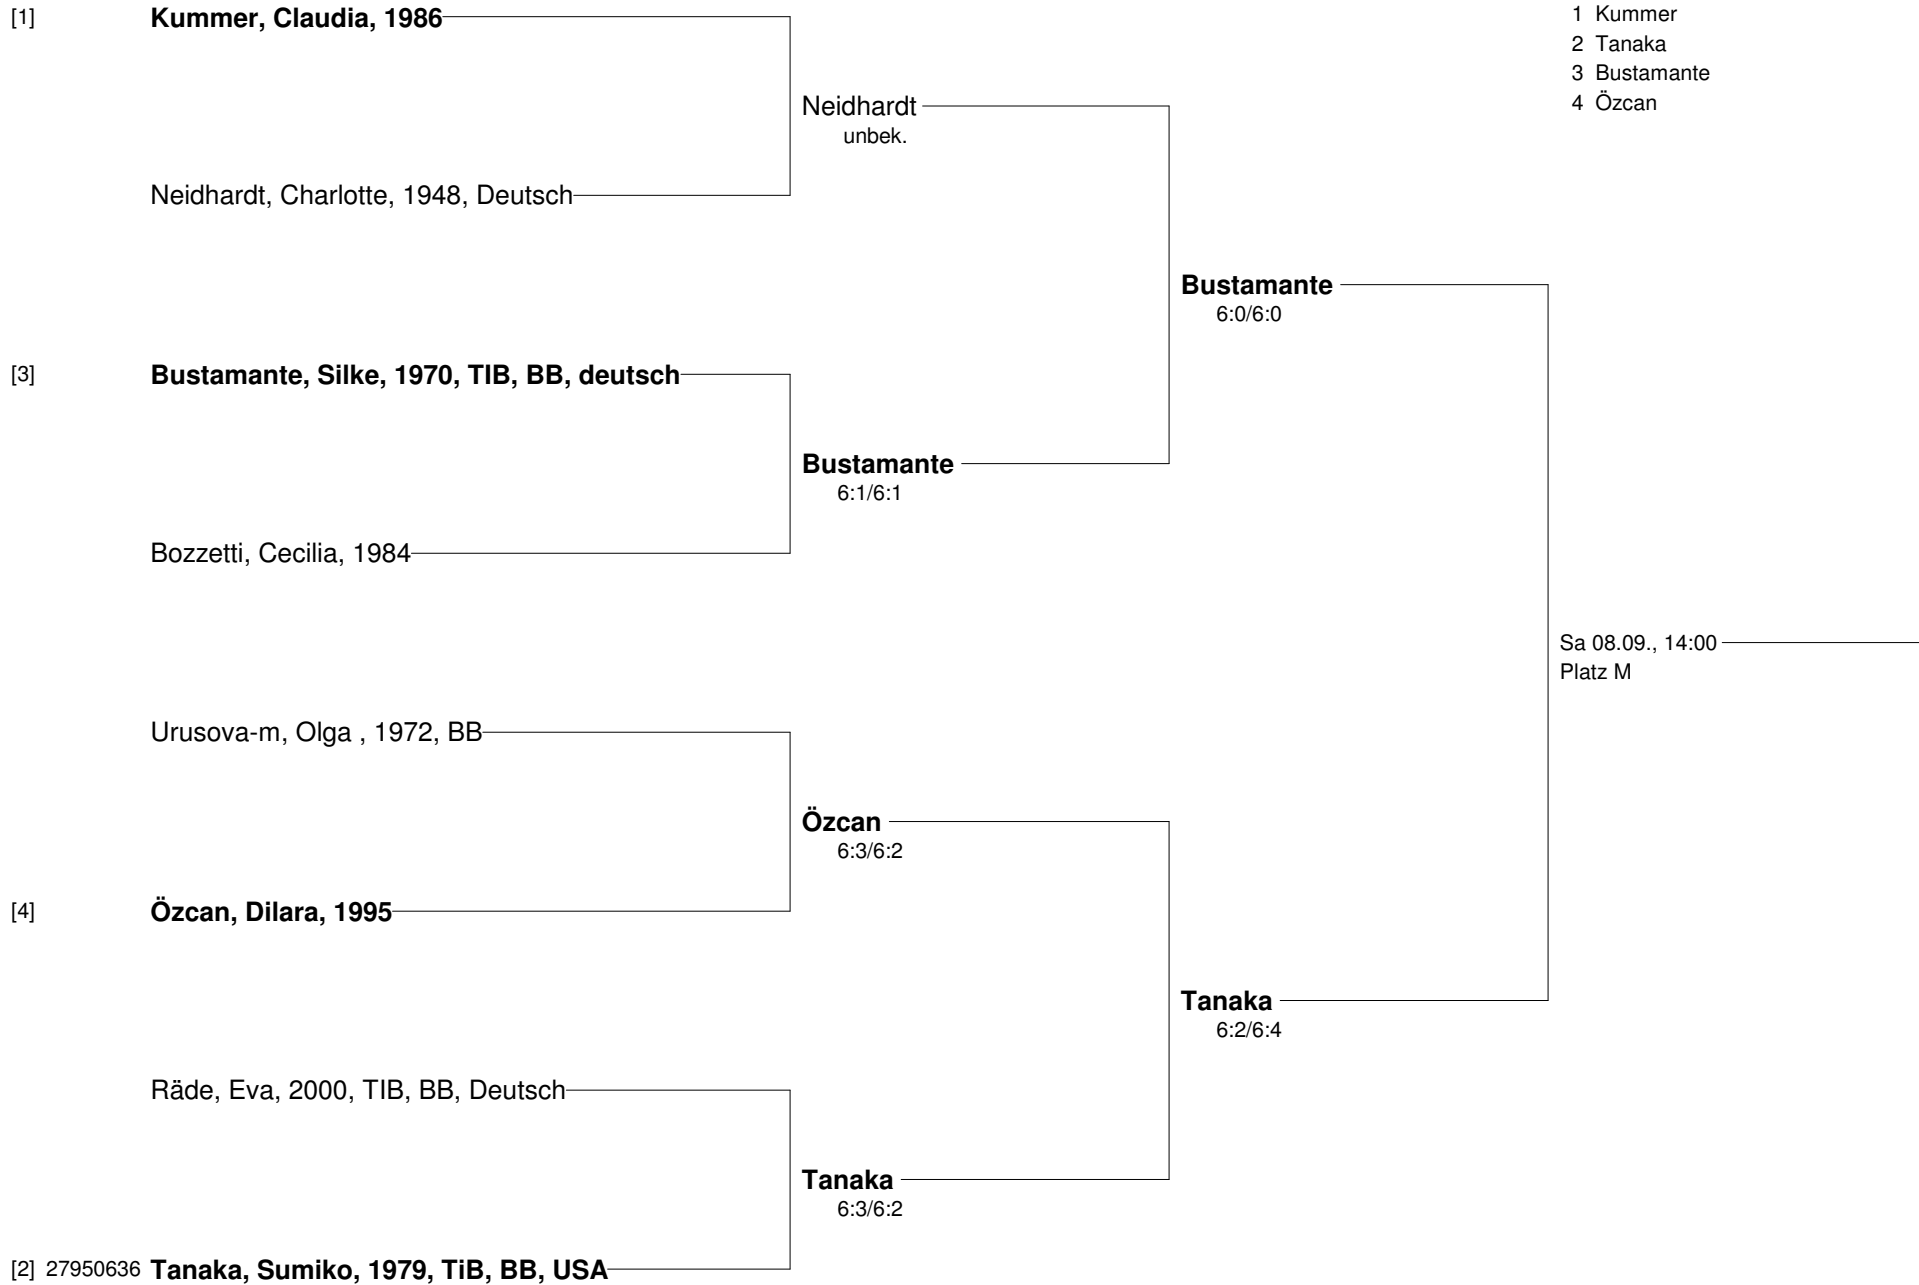 [1] Kummer, Claudia, 1986
1 Kummer
2 Tanaka
3 Bustamante
4 Özcan
Neidhardt
unbek.
Neidhardt, Charlotte, 1948, Deutsch
Bustamante
6:0/6:0
[3] Bustamante, Silke, 1970, TIB, BB, deutsch
Bustamante
6:1/6:1
Bozzetti, Cecilia, 1984
Sa 08.09., 14:00
Platz M
Urusova-m, Olga , 1972, BB
Özcan
6:3/6:2
[4] Özcan, Dilara, 1995
Tanaka
6:2/6:4
Räde, Eva, 2000, TIB, BB, Deutsch
Tanaka
6:3/6:2
[2] 27950636 Tanaka, Sumiko, 1979, TiB, BB, USA